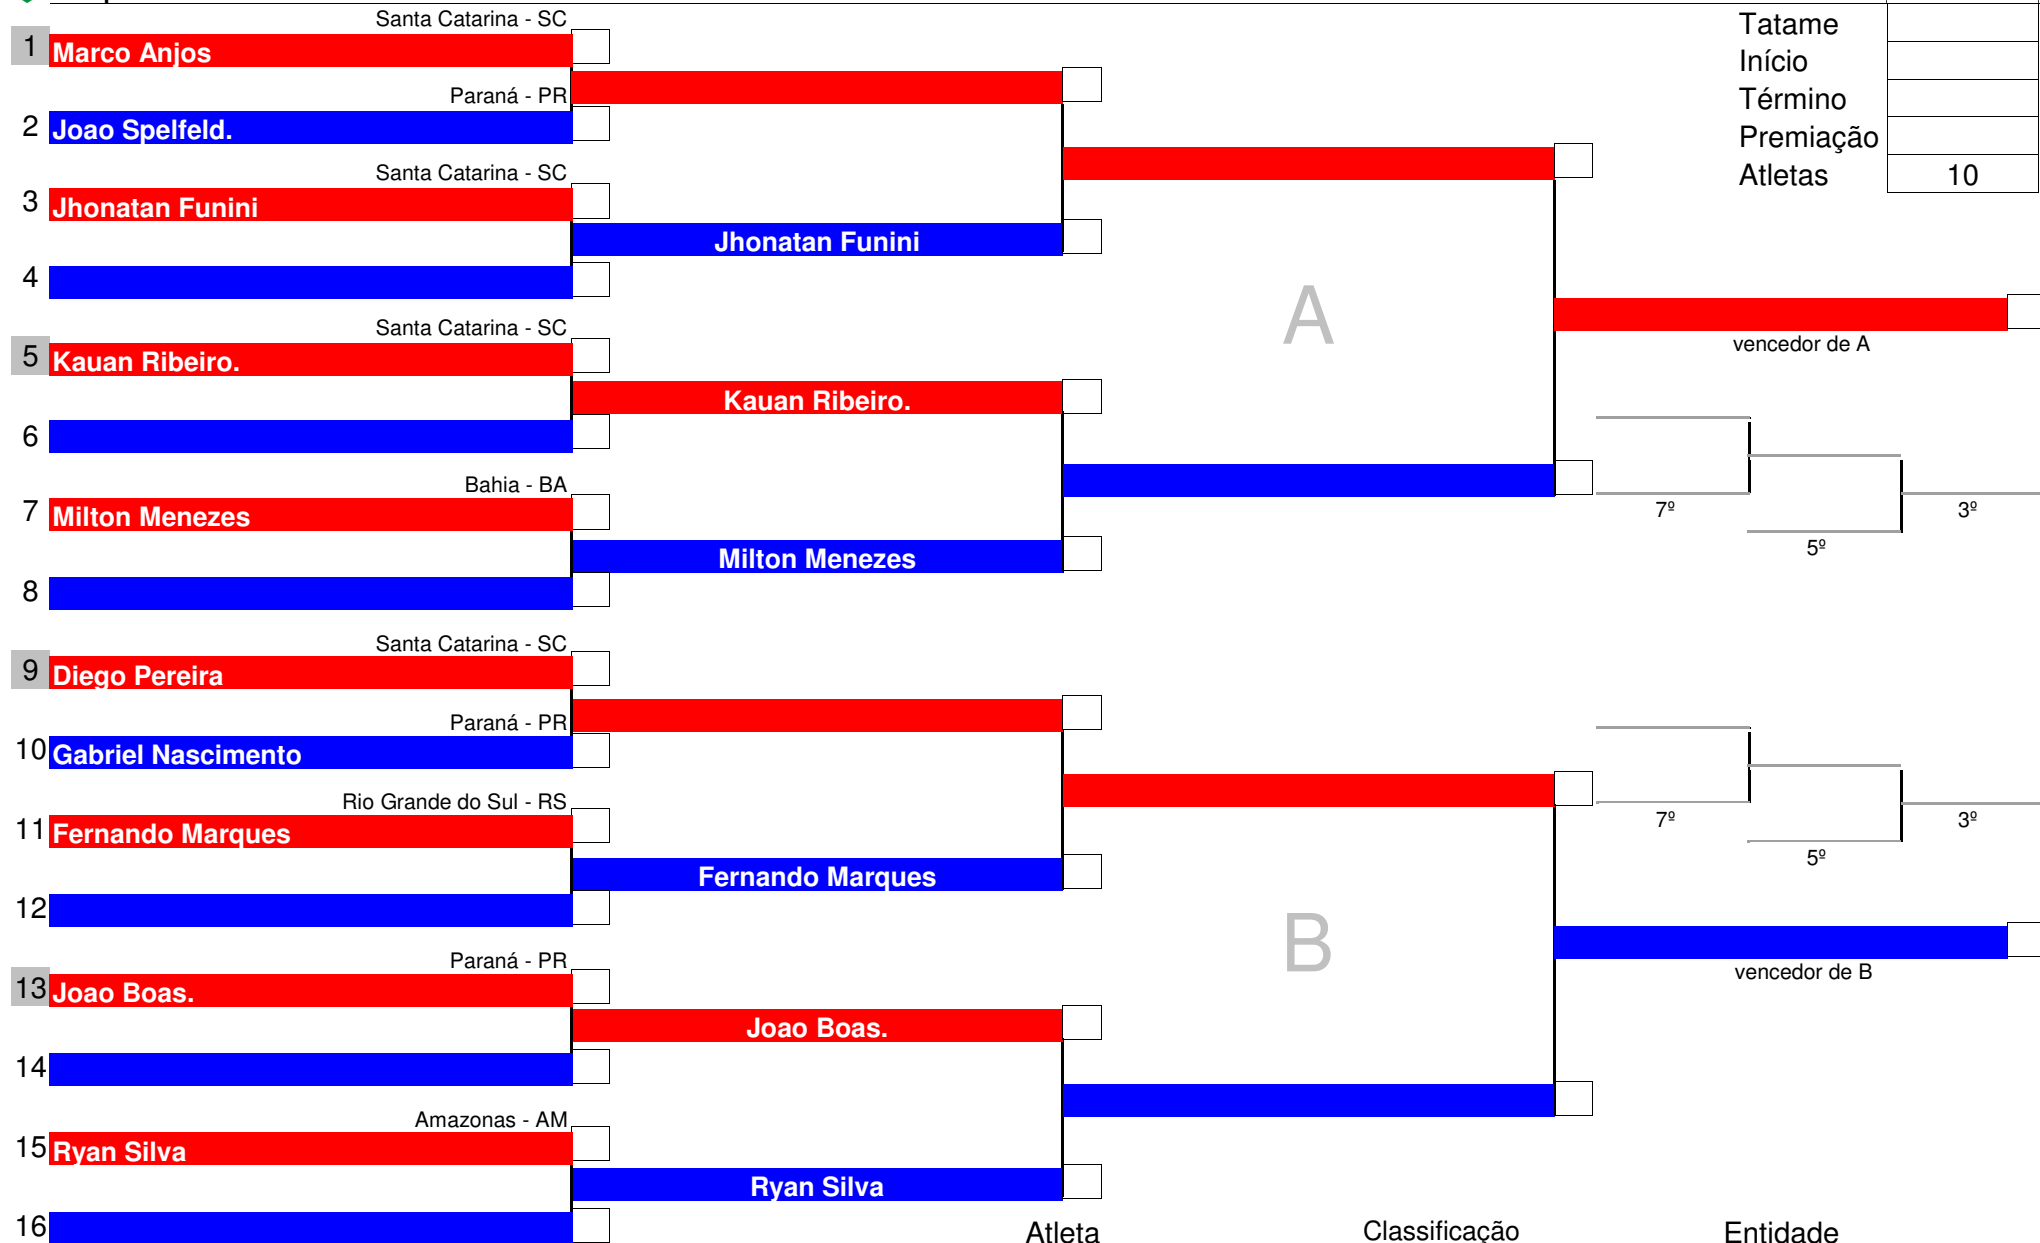 Santa Catarina - SC
1 Marco Anjos
Paraná - PR
2 Joao Spelfeld.
Santa Catarina - SC
3 Jhonatan Funini
Jhonatan Funini
4
Santa Catarina - SC
5 Kauan Ribeiro.
Kauan Ribeiro.
6
Bahia - BA
7 Milton Menezes
Milton Menezes
8
Santa Catarina - SC
9 Diego Pereira
Paraná - PR
10 Gabriel Nascimento
Rio Grande do Sul - RS
11 Fernando Marques
Fernando Marques
12
Paraná - PR
13 Joao Boas.
Joao Boas.
14
Amazonas - AM
15 Ryan Silva
Ryan Silva
16
A
B
Tatame
Início
Término
Premiação
Atletas 10
vencedor de A
7º
5º
3º
7º
5º
3º
vencedor de B
Atleta Classificação Entidade